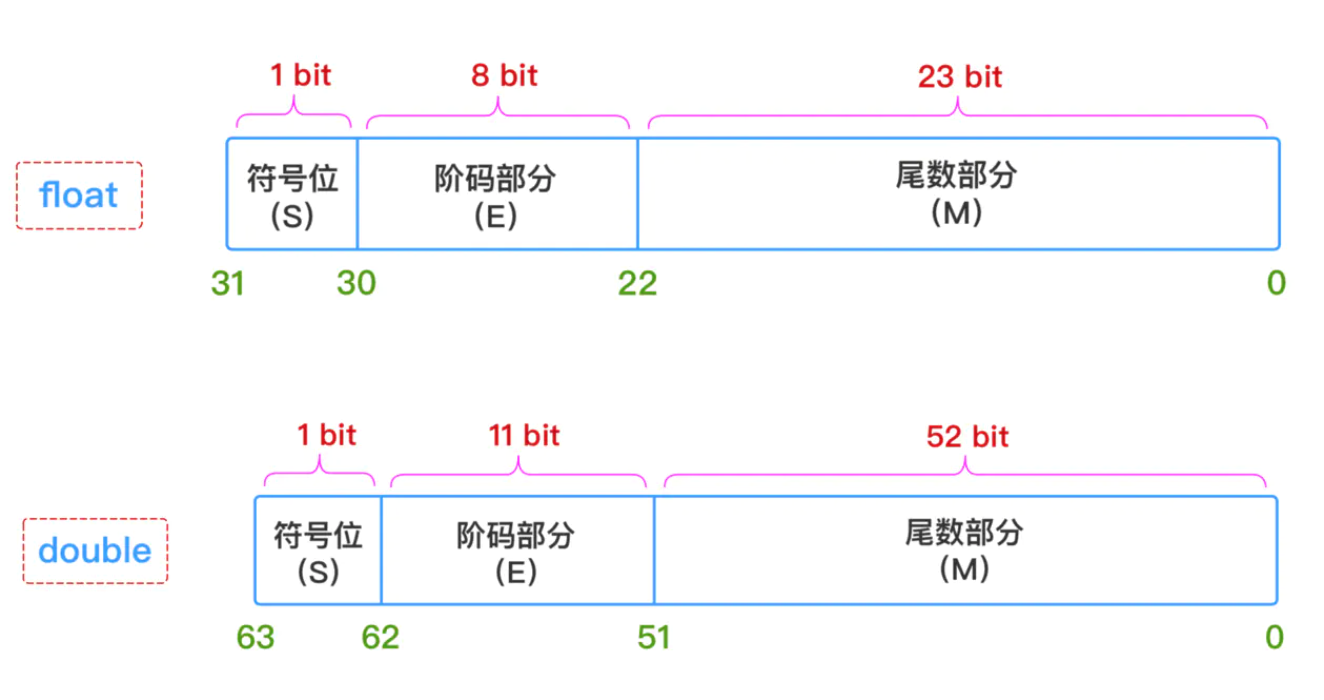 1 bit 8 bit 23 bit
float
符号位 阶码部分 尾数部分
(S) (E) (M)
31 30 22 0
1 bit 11 bit 52 bit
double
符号位 阶码部分 尾数部分
(S) (E) (M)
63 62 51 0